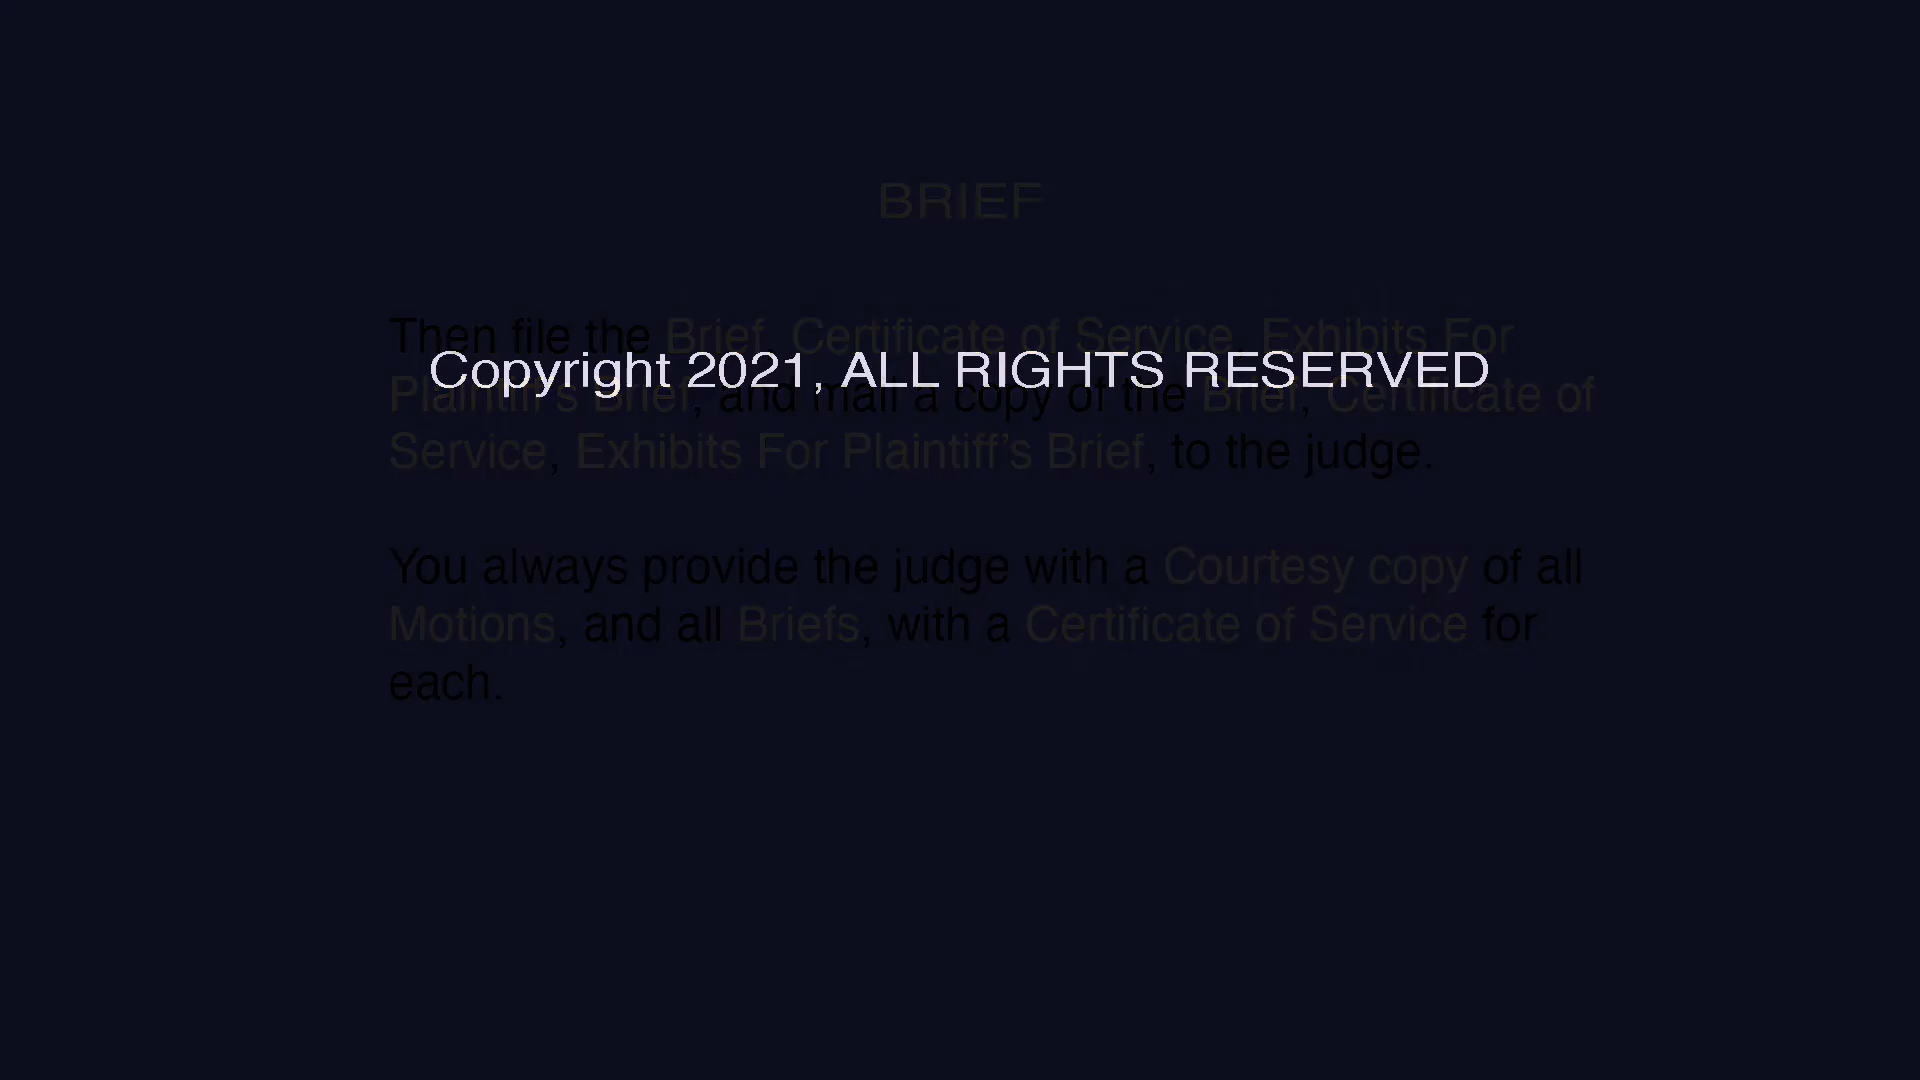 BRIEF
Then file the Brief, Certificate of Service, Exhibits For
Copyright 2021, ALL RIGHTS RESERVED
Plaintiff's Brief, and mail a copy of the Brief, Certificate of
Service, Exhibits For Plaintiff’s Brief, to the judge.
You always provide the judge with a Courtesy copy of all
Motions, and all Briefs, with a Certificate of Service for
each.